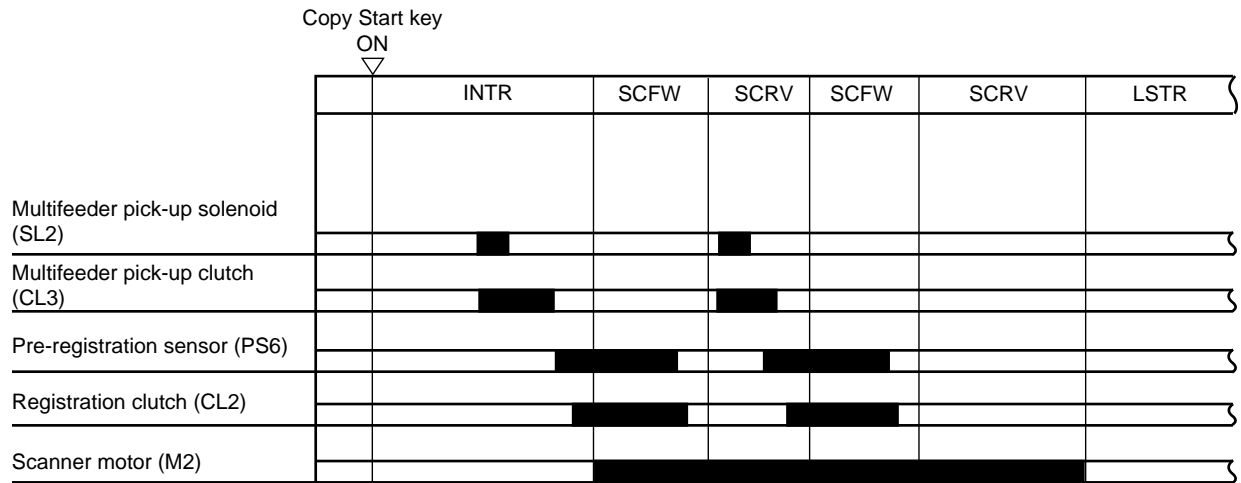 Copy Start key
ON
INTR SCFW SCRV SCFW SCRV LSTR
Multifeeder pick-up solenoid
(SL2)
Multifeeder pick-up clutch
(CL3)
Pre-registration sensor (PS6)
Registration clutch (CL2)
Scanner motor (M2)